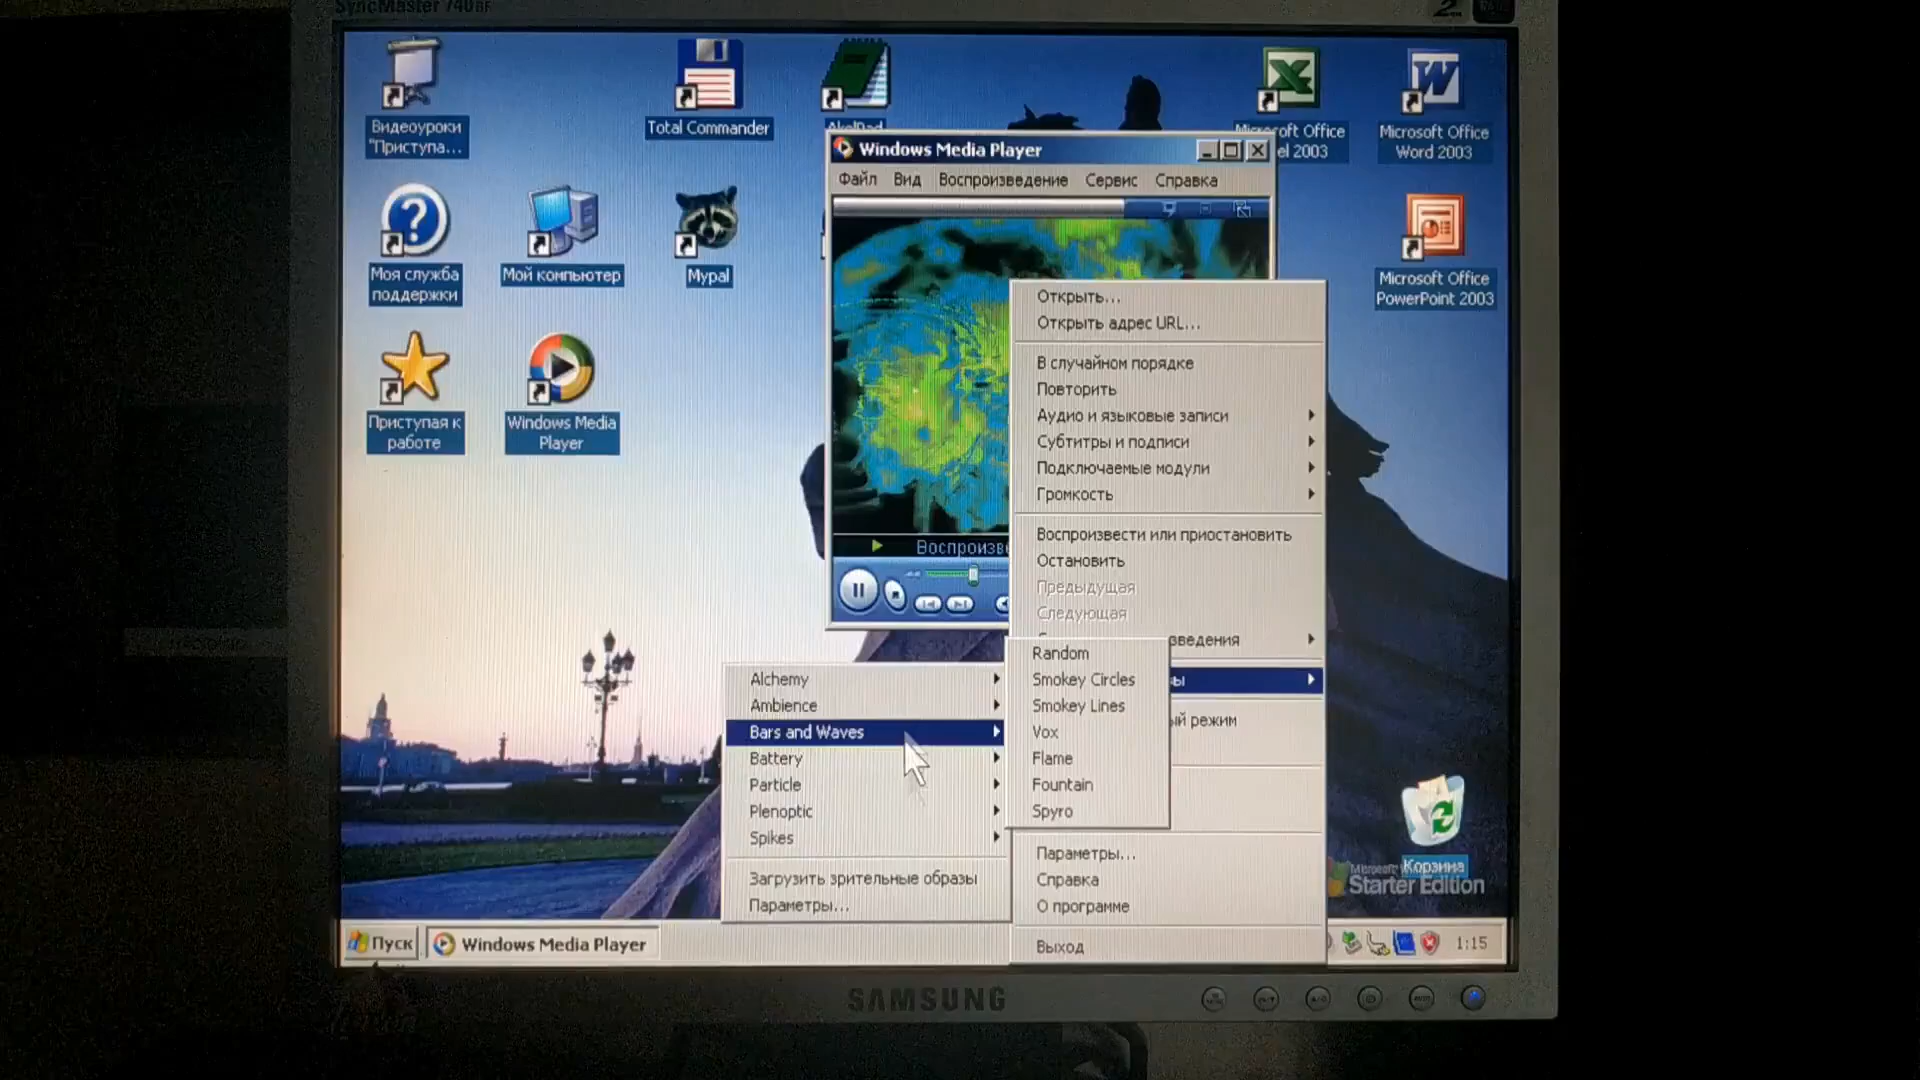 SyncMaster 740BF
Видеоуроки
"Приступа...
Total Commander
AkelPad
Microsoft Office
el 2003
Microsoft Office
Word 2003
Windows Media Player
Файл Вид Воспроизведение Сервис Справка
Моя служба
поддержки
Мой компьютер
Mypal
Microsoft Office
PowerPoint 2003
Приступая к
работе
Windows Media
Player
Открыть...
Открыть адрес URL...
В случайном порядке
Повторить
Аудио и языковые записи
Субтитры и подписи
Подключаемые модули
Громкость
Воспроизве
Воспроизвести или приостановить
Остановить
Предыдущая
Следующая
зведения
ы
ый режим
Random
Smokey Circles
Smokey Lines
Vox
Flame
Fountain
Spyro
Alchemy
Ambience
Bars and Waves
Battery
Particle
Plenoptic
Spikes
Загрузить зрительные образы
Параметры...
Параметры...
Справка
О программе
Выход
Корзина
Microsoft
Starter Edition
Пуск
Windows Media Player
1:15
SAMSUNG